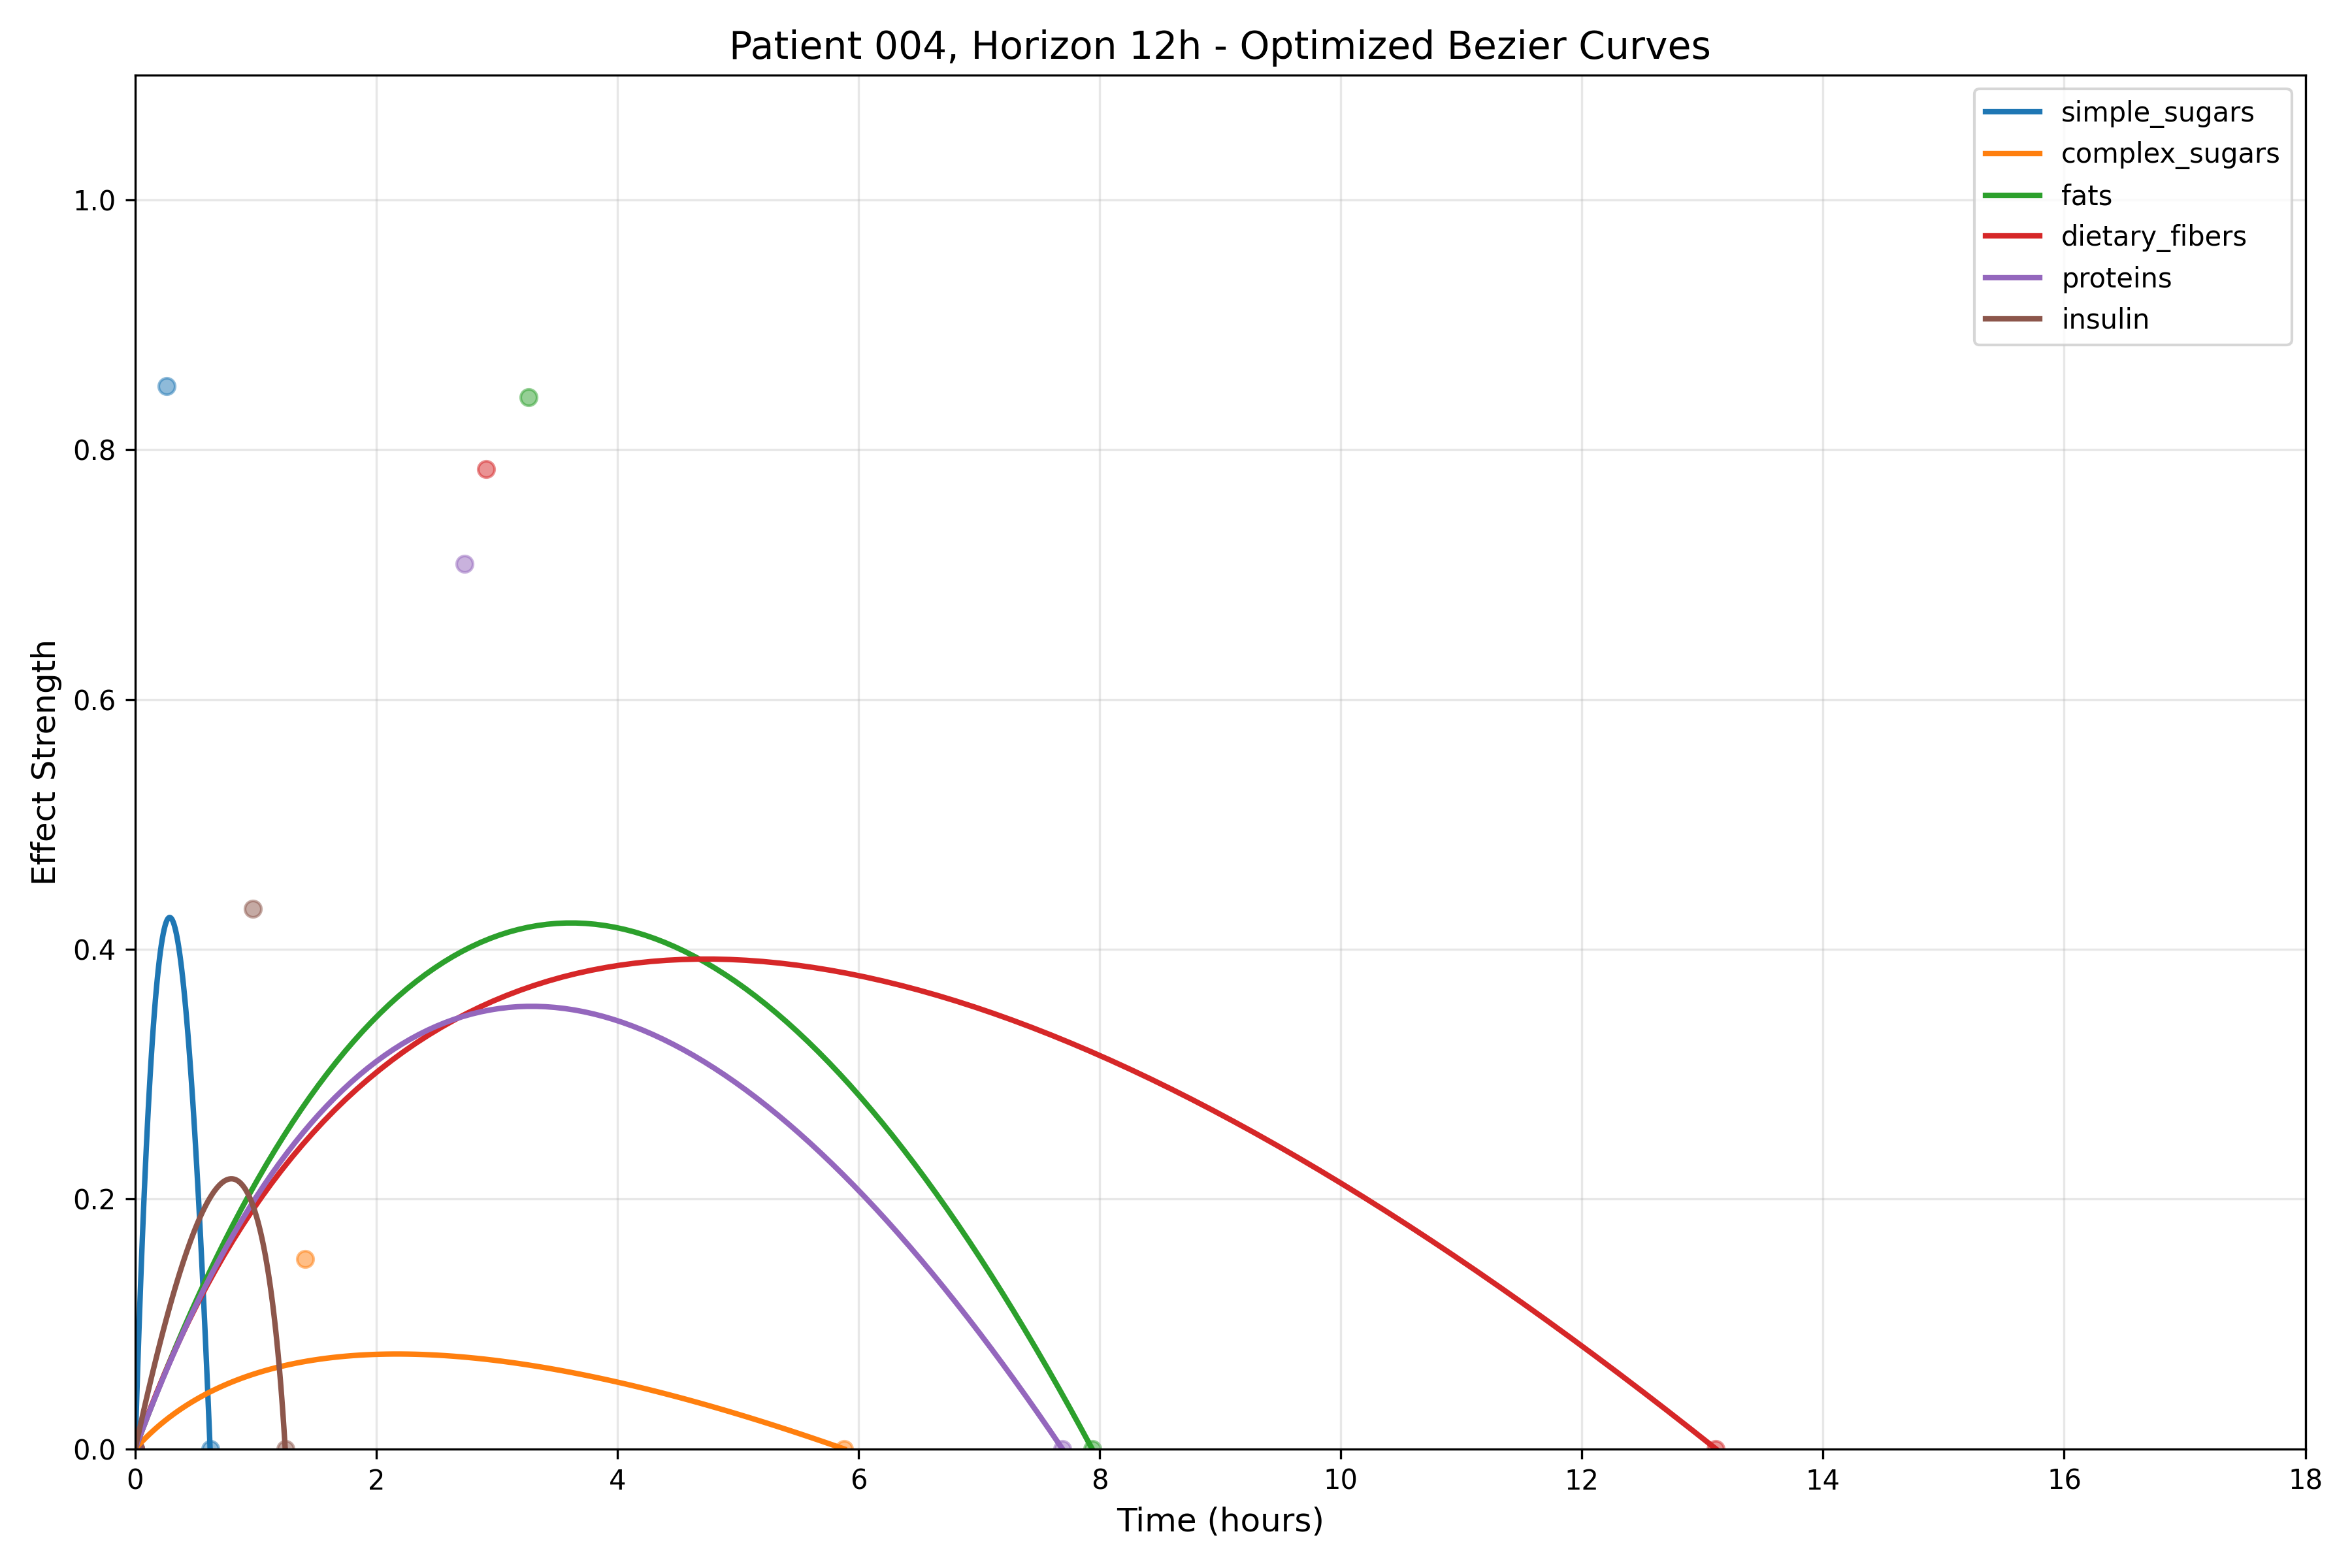 Patient 004, Horizon 12h - Optimized Bezier Curves
simple_sugars
complex_sugars
fats
dietary_fibers
proteins
insulin
Effect Strength
1.0
0.8
0.6
0.4
0.2
0.0
0 2 4 6 8 10 12 14 16 18
Time (hours)